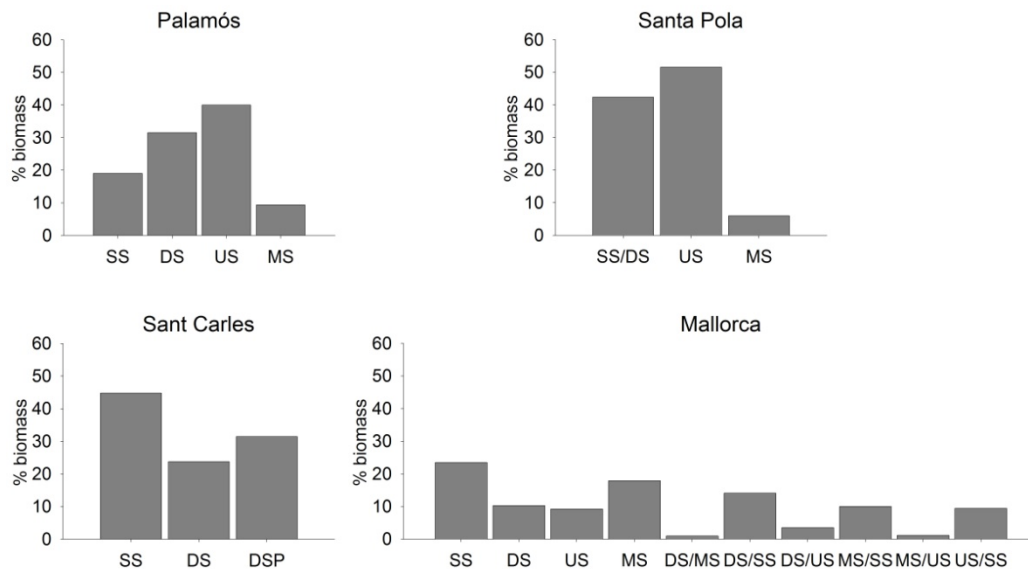 Palamós
60
50
40
30
20
10
0
% biomass
SS DS US MS
Santa Pola
60
50
40
30
20
10
0
% biomass
SS/DS US MS
Sant Carles
60
50
40
30
20
10
0
% biomass
SS DS DSP
Mallorca
60
50
40
30
20
10
0
% biomass
SS DS US MS DS/MS DS/SS DS/US MS/SS MS/US US/SS